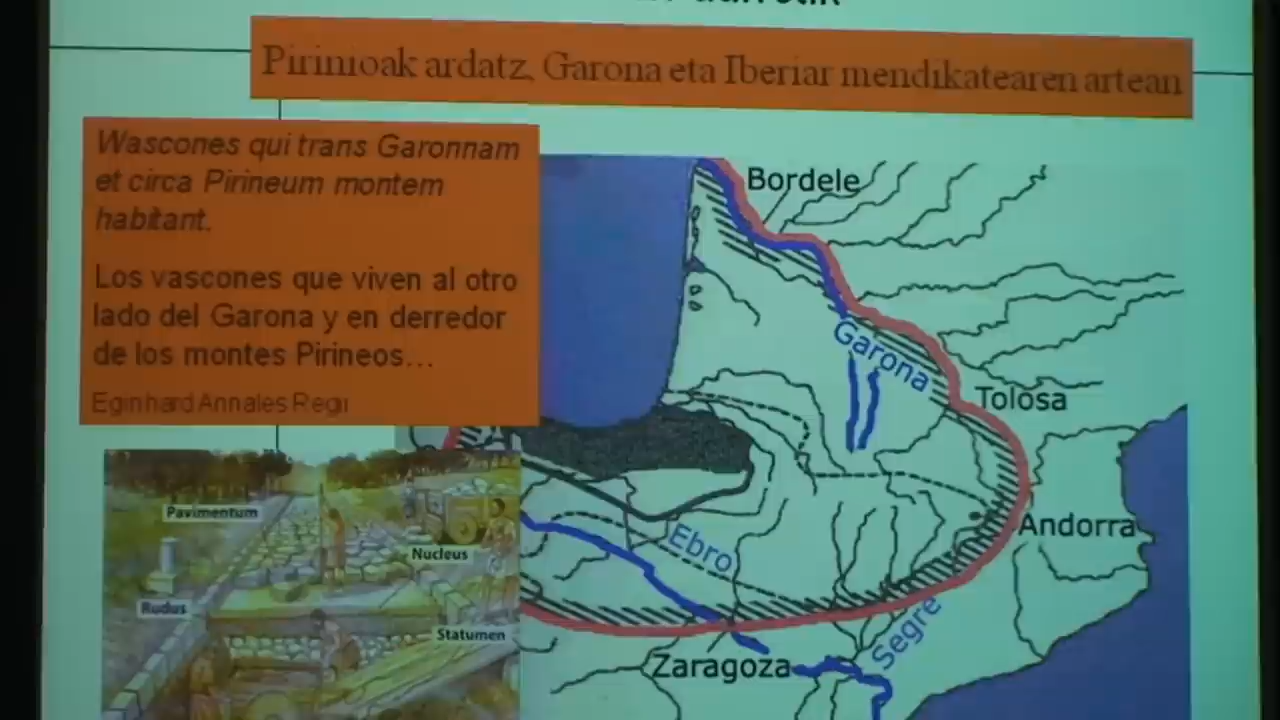 Pirinioak ardatz, Garona eta Iberiar mendikatearen artean
Wascones qui trans Garonnam
et circa Pirineum montem
habitant.
Los vascones que viven al otro
lado del Garona y en derredor
de los montes Pirineos...
Eginhard Annales Regii
Bordele
Garona
Tolosa
Andorra
Ebro
Segre
Zaragoza
Pavimentum
Nucleus
Rudus
Statumen